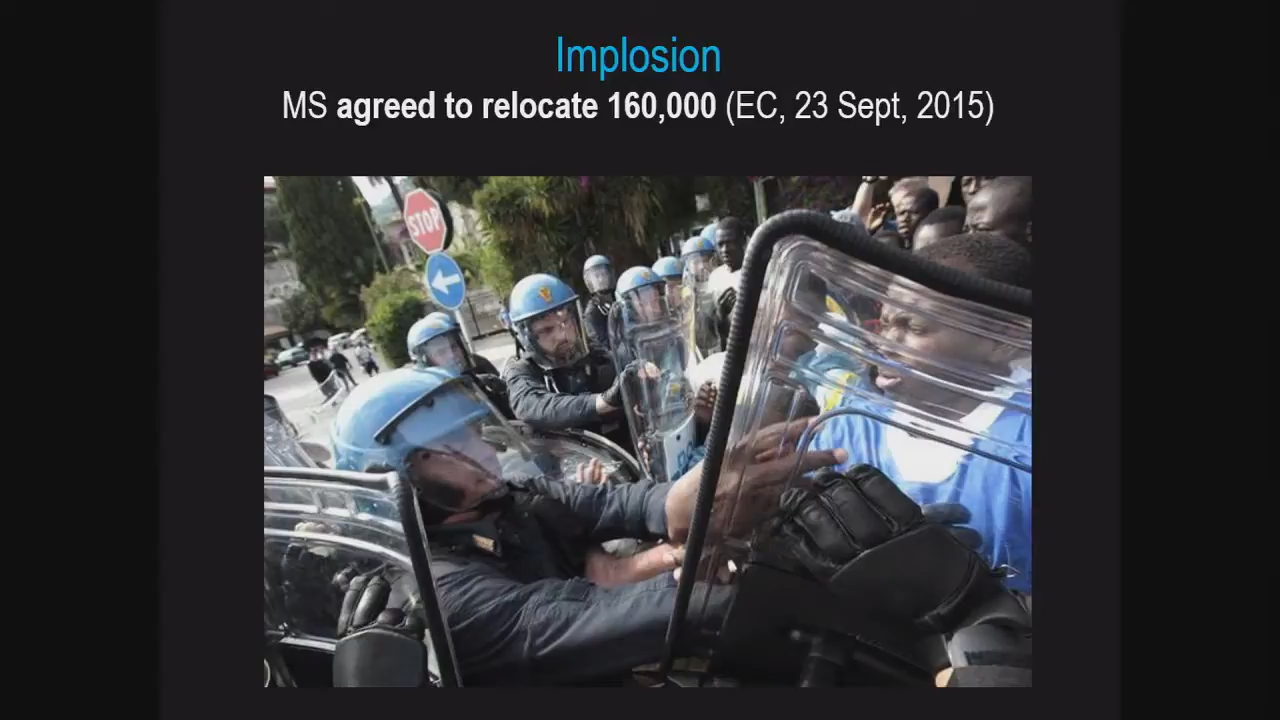 Implosion
MS agreed to relocate 160,000 (EC, 23 Sept, 2015)
STOP